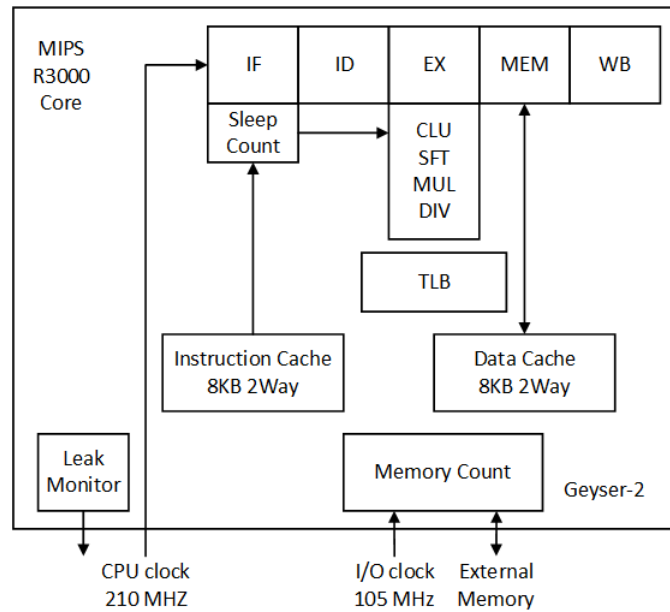 MIPS
R3000
Core
IF
ID
EX
MEM
WB
Sleep
Count
CLU
SFT
MUL
DIV
TLB
Instruction Cache
8KB 2Way
Data Cache
8KB 2Way
Leak
Monitor
Memory Count
Geyser-2
CPU clock
210 MHZ
I/O clock
105 MHz
External
Memory